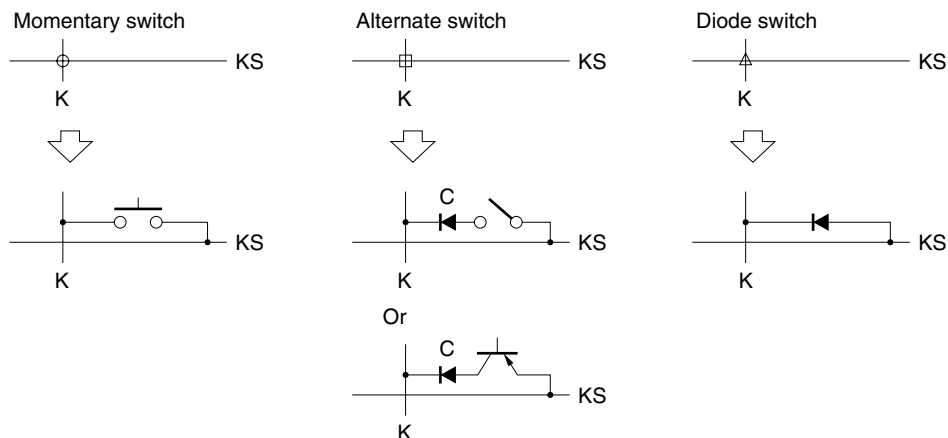 Momentary switch
Alternate switch
Diode switch
KS
KS
KS
K
K
K
C
KS
KS
KS
K
K
K
Or
C
KS
K